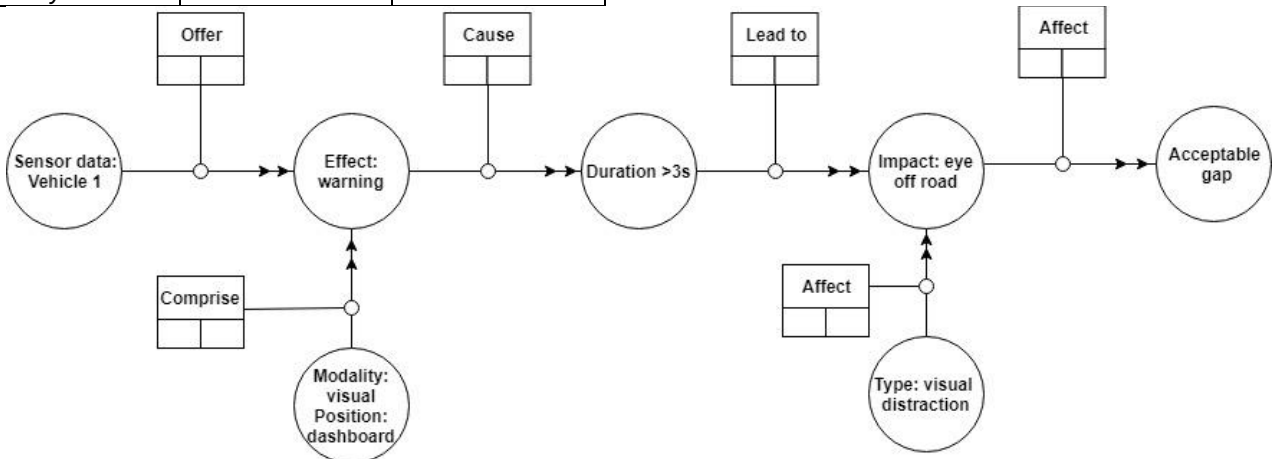 Offer
Cause
Lead to
Affect
Sensor data:
Vehicle 1
Effect:
warning
Duration >3s
Impact: eye
off road
Acceptable
gap
Comprise
Affect
Modality:
visual
Position:
dashboard
Type: visual
distraction